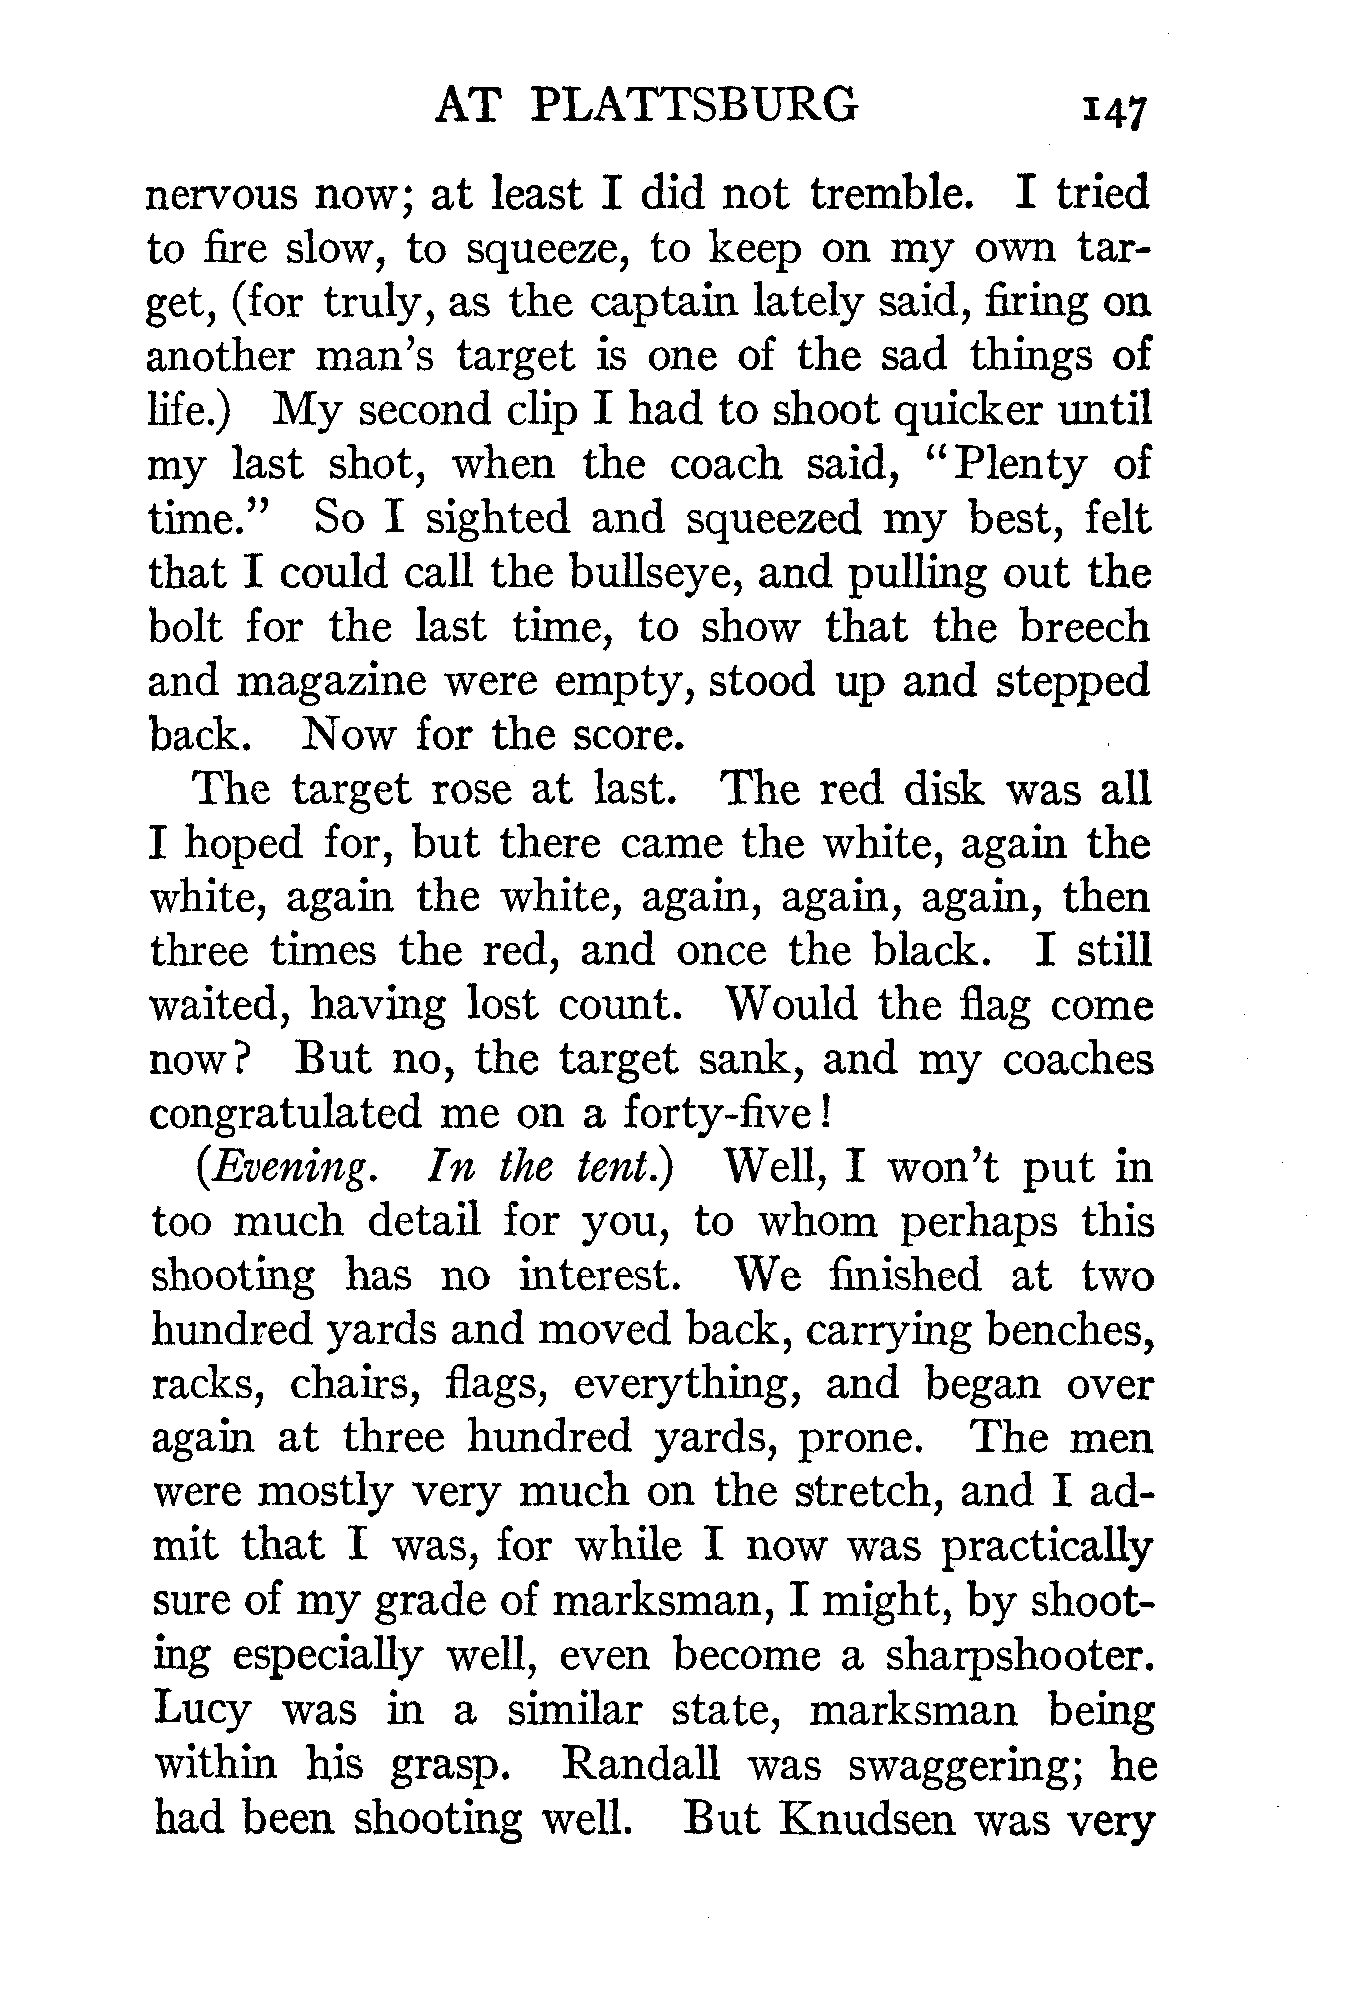 AT PLATTSBURG 147
nervous now; at least I did not tremble. I tried
to fire slow, to squeeze, to keep on my own tar-
get, (for truly, as the captain lately said, firing on
another man's target is one of the sad things of
life.) My second clip I had to shoot quicker until
my last shot, when the coach said, "Plenty of
time." So I sighted and squeezed my best, felt
that I could call the bullseye, and pulling out the
bolt for the last time, to show that the breech
and magazine were empty, stood up and stepped
back. Now for the score.
The target rose at last. The red disk was all
I hoped for, but there came the white, again the
white, again the white, again, again, again, then
three times the red, and once the black. I still
waited, having lost count. Would the flag come
now? But no, the target sank, and my coaches
congratulated me on a forty-five!
(Evening. In the tent.) Well, I won't put in
too much detail for you, to whom perhaps this
shooting has no interest. We finished at two
hundred yards and moved back, carrying benches,
racks, chairs, flags, everything, and began over
again at three hundred yards, prone. The men
were mostly very much on the stretch, and I ad-
mit that I was, for while I now was practically
sure of my grade of marksman, I might, by shoot-
ing especially well, even become a sharpshooter.
Lucy was in a similar state, marksman being
within his grasp. Randall was swaggering; he
had been shooting well. But Knudsen was very